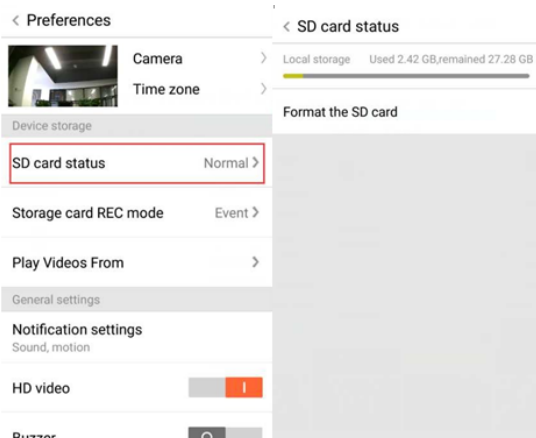 Preferences
Camera
Time zone
Device storage
SD card status Normal
Storage card REC mode Event
Play Videos From
General settings
Notification settings
Sound, motion
HD video
Buzzer
SD card status
Local storage Used 2.42 GB,remained 27.28 GB
Format the SD card